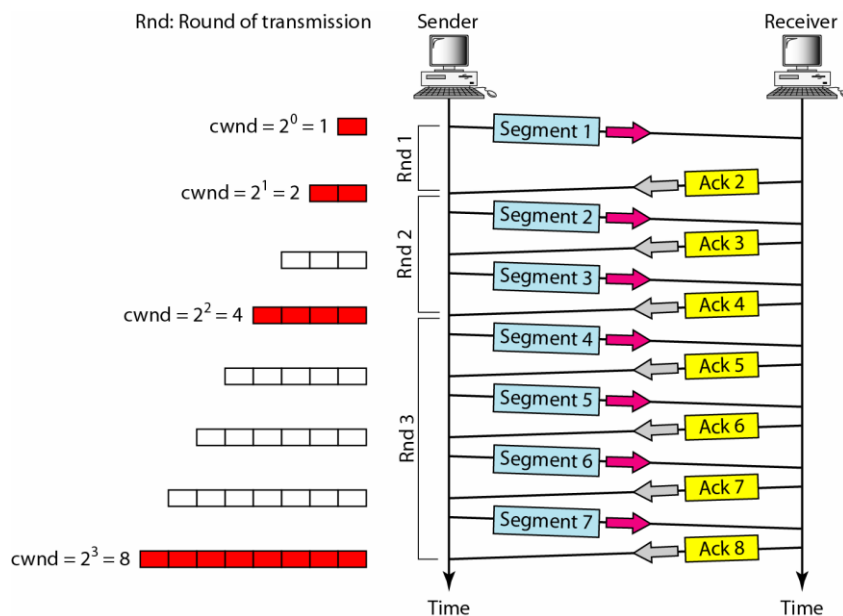 Rnd: Round of transmission
Sender
Receiver
cwnd = 2⁰ = 1
Rnd 1
Segment 1
Ack 2
cwnd = 2¹ = 2
Rnd 2
Segment 2
Ack 3
Segment 3
Ack 4
cwnd = 2² = 4
Rnd 3
Segment 4
Ack 5
Segment 5
Ack 6
Segment 6
Ack 7
Segment 7
Ack 8
cwnd = 2³ = 8
Time
Time